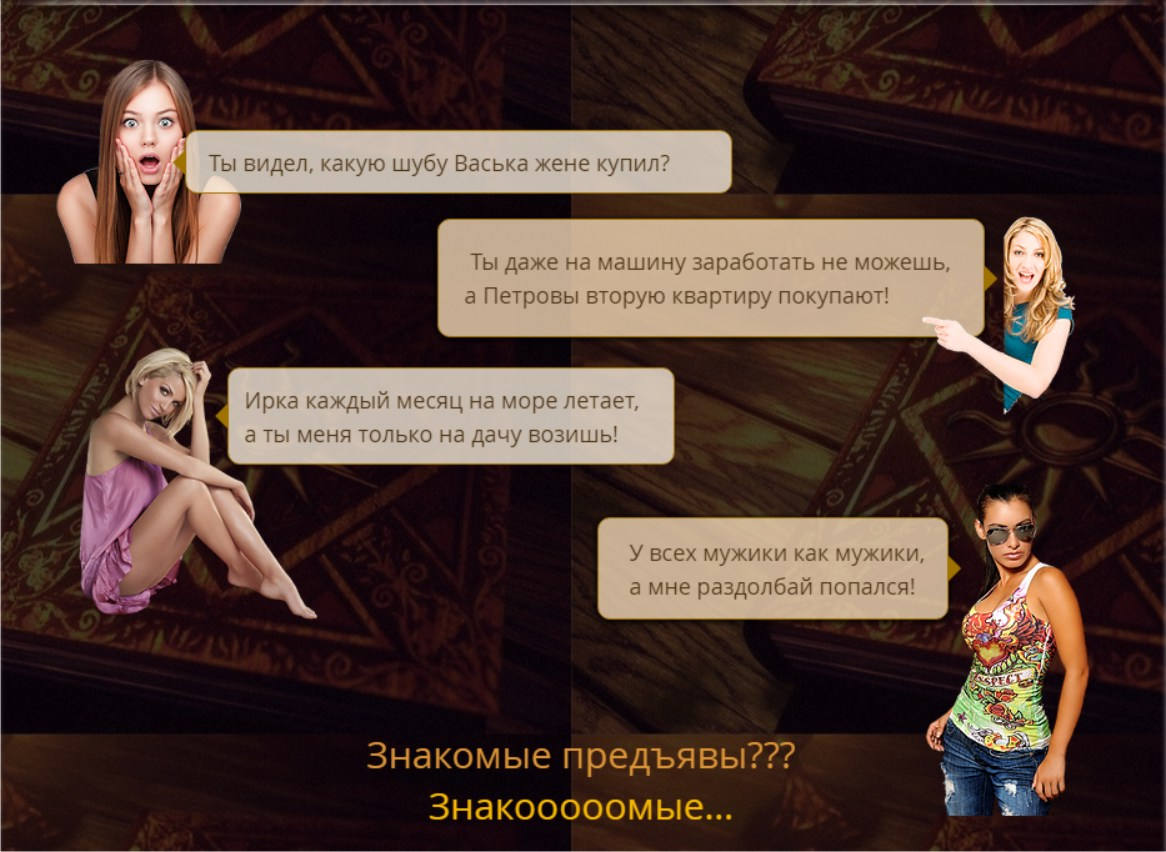 Ты видел, какую шубу Васька жене купил?
Ты даже на машину заработать не можешь,
а Петровы вторую квартиру покупают!
Ирка каждый месяц на море летает,
а ты меня только на дачу возишь!
У всех мужики как мужики,
а мне раздолбай попался!
Знакомые предъявы???
Знакооооомые...